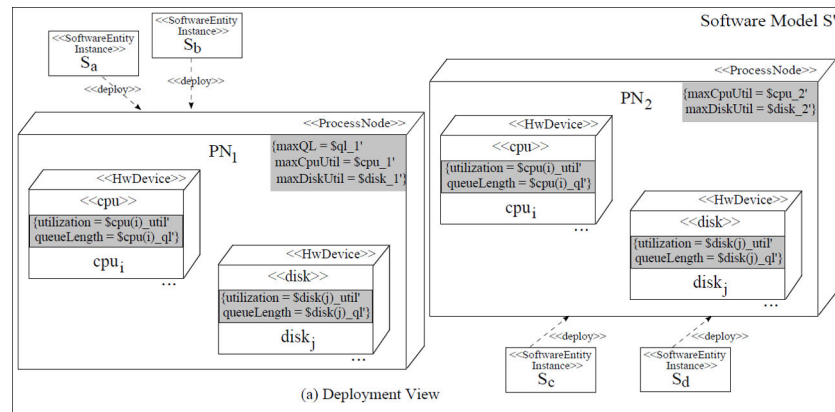 Software Model S'
<<SoftwareEntity
Instance>>
Sa
<<SoftwareEntity
Instance>>
Sb
<<deploy>>
<<deploy>>
<<ProcessNode>>
PN1
{maxQL = $ql_1'
maxCpuUtil = $cpu_1'
maxDiskUtil = $disk_1'}
<<HwDevice>>
<<cpu>>
{utilization = $cpu(i)_util'
queueLength = $cpu(i)_ql'}
cpui
...
<<HwDevice>>
<<disk>>
{utilization = $disk(j)_util'
queueLength = $disk(j)_ql'}
diskj
...
<<ProcessNode>>
PN2
{maxCpuUtil = $cpu_2'
maxDiskUtil = $disk_2'}
<<HwDevice>>
<<cpu>>
{utilization = $cpu(i)_util'
queueLength = $cpu(i)_ql'}
cpui
...
<<HwDevice>>
<<disk>>
{utilization = $disk(j)_util'
queueLength = $disk(j)_ql'}
diskj
...
<<deploy>>
<<deploy>>
<<SoftwareEntity
Instance>>
Sc
<<SoftwareEntity
Instance>>
Sd
(a) Deployment View